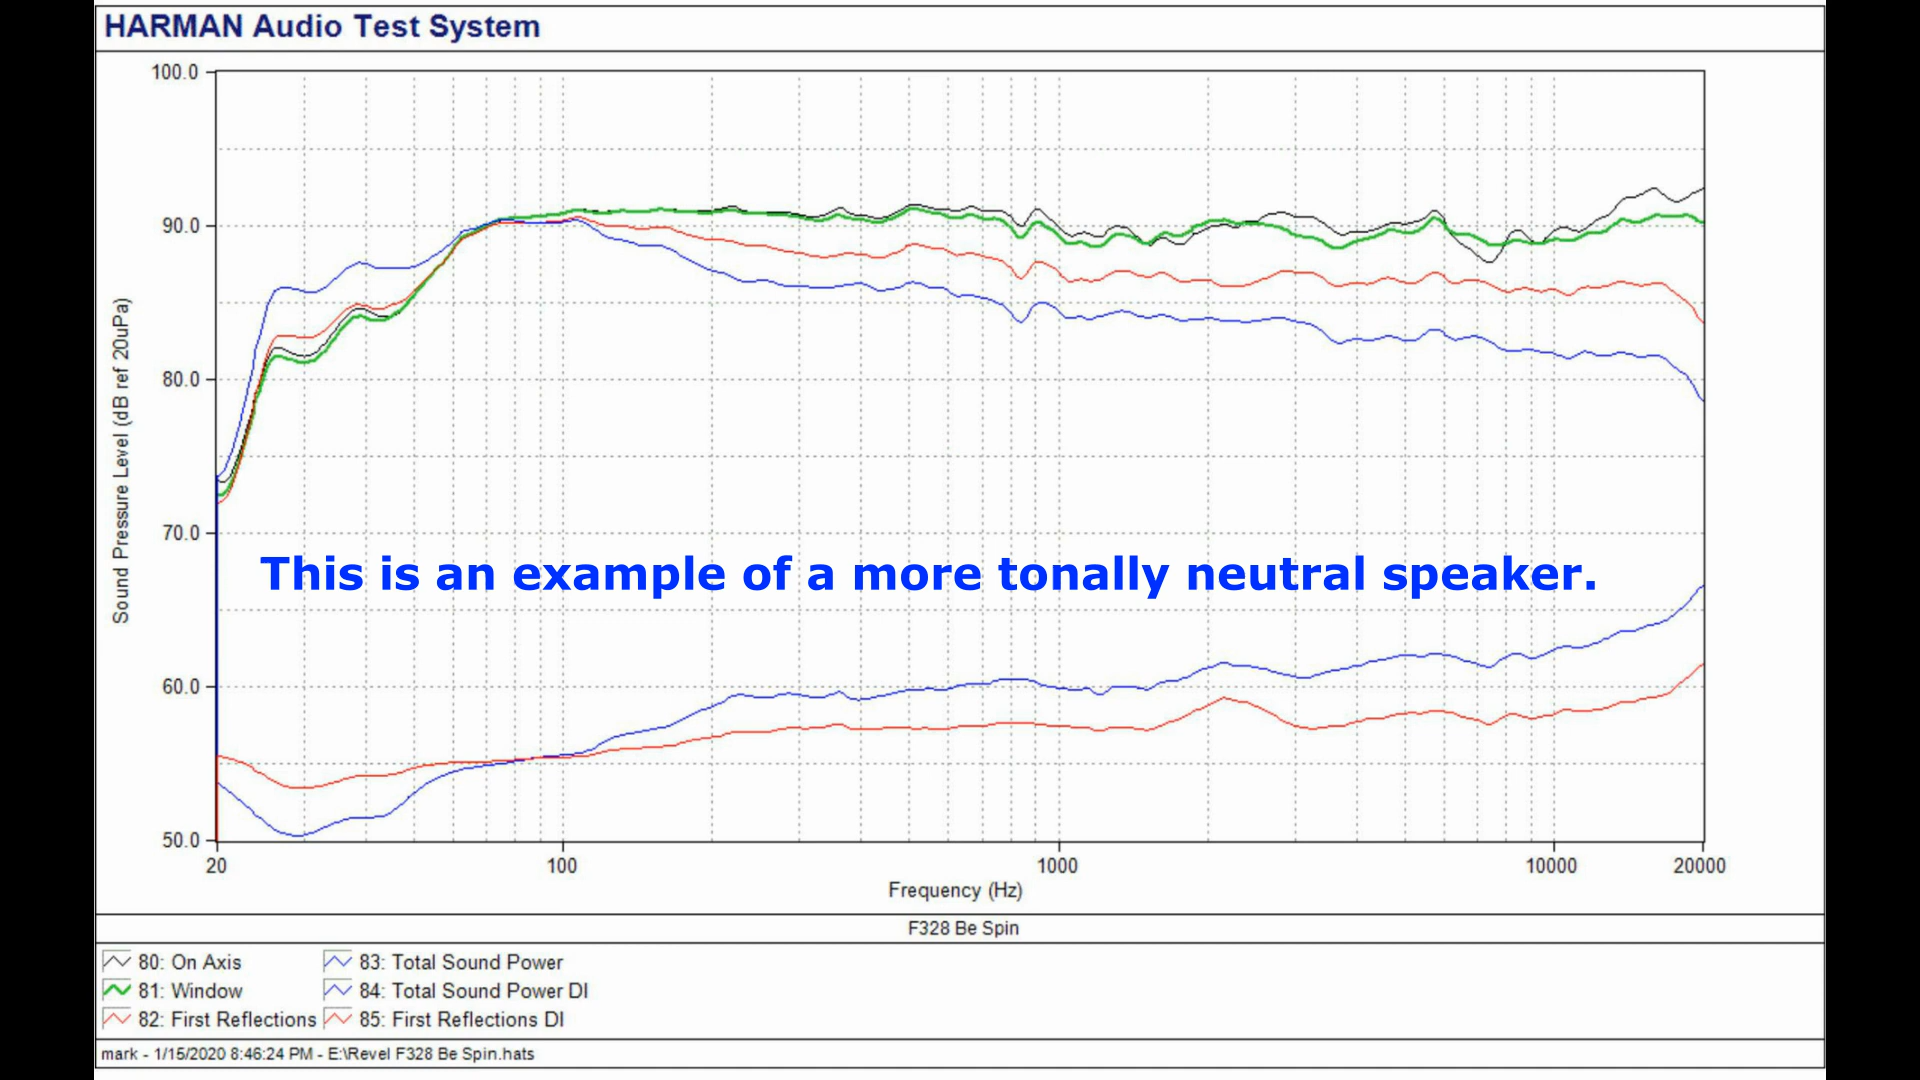 HARMAN Audio Test System
100.0
90.0
80.0
70.0
60.0
50.0
Sound Pressure Level (dB ref 20uPa)
This is an example of a more tonally neutral speaker.
20 100 1000 10000 20000
Frequency (Hz)
F328 Be Spin
80: On Axis 83: Total Sound Power
81: Window 84: Total Sound Power DI
82: First Reflections 85: First Reflections DI
mark - 1/15/2020 8:46:24 PM - E:\Revel F328 Be Spin.hats